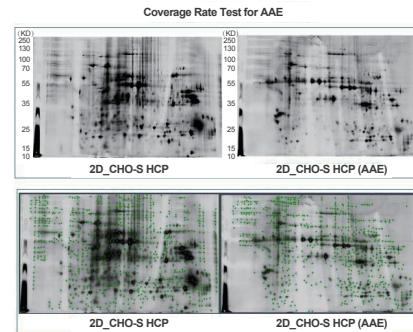 Coverage Rate Test for AAE
(KD) (KD)
250 250
130 130
100 100
70 70
55 55
35 35
25 25
15 15
10 10
2D_CHO-S HCP 2D_CHO-S HCP (AAE)
2D_CHO-S HCP 2D_CHO-S HCP (AAE)